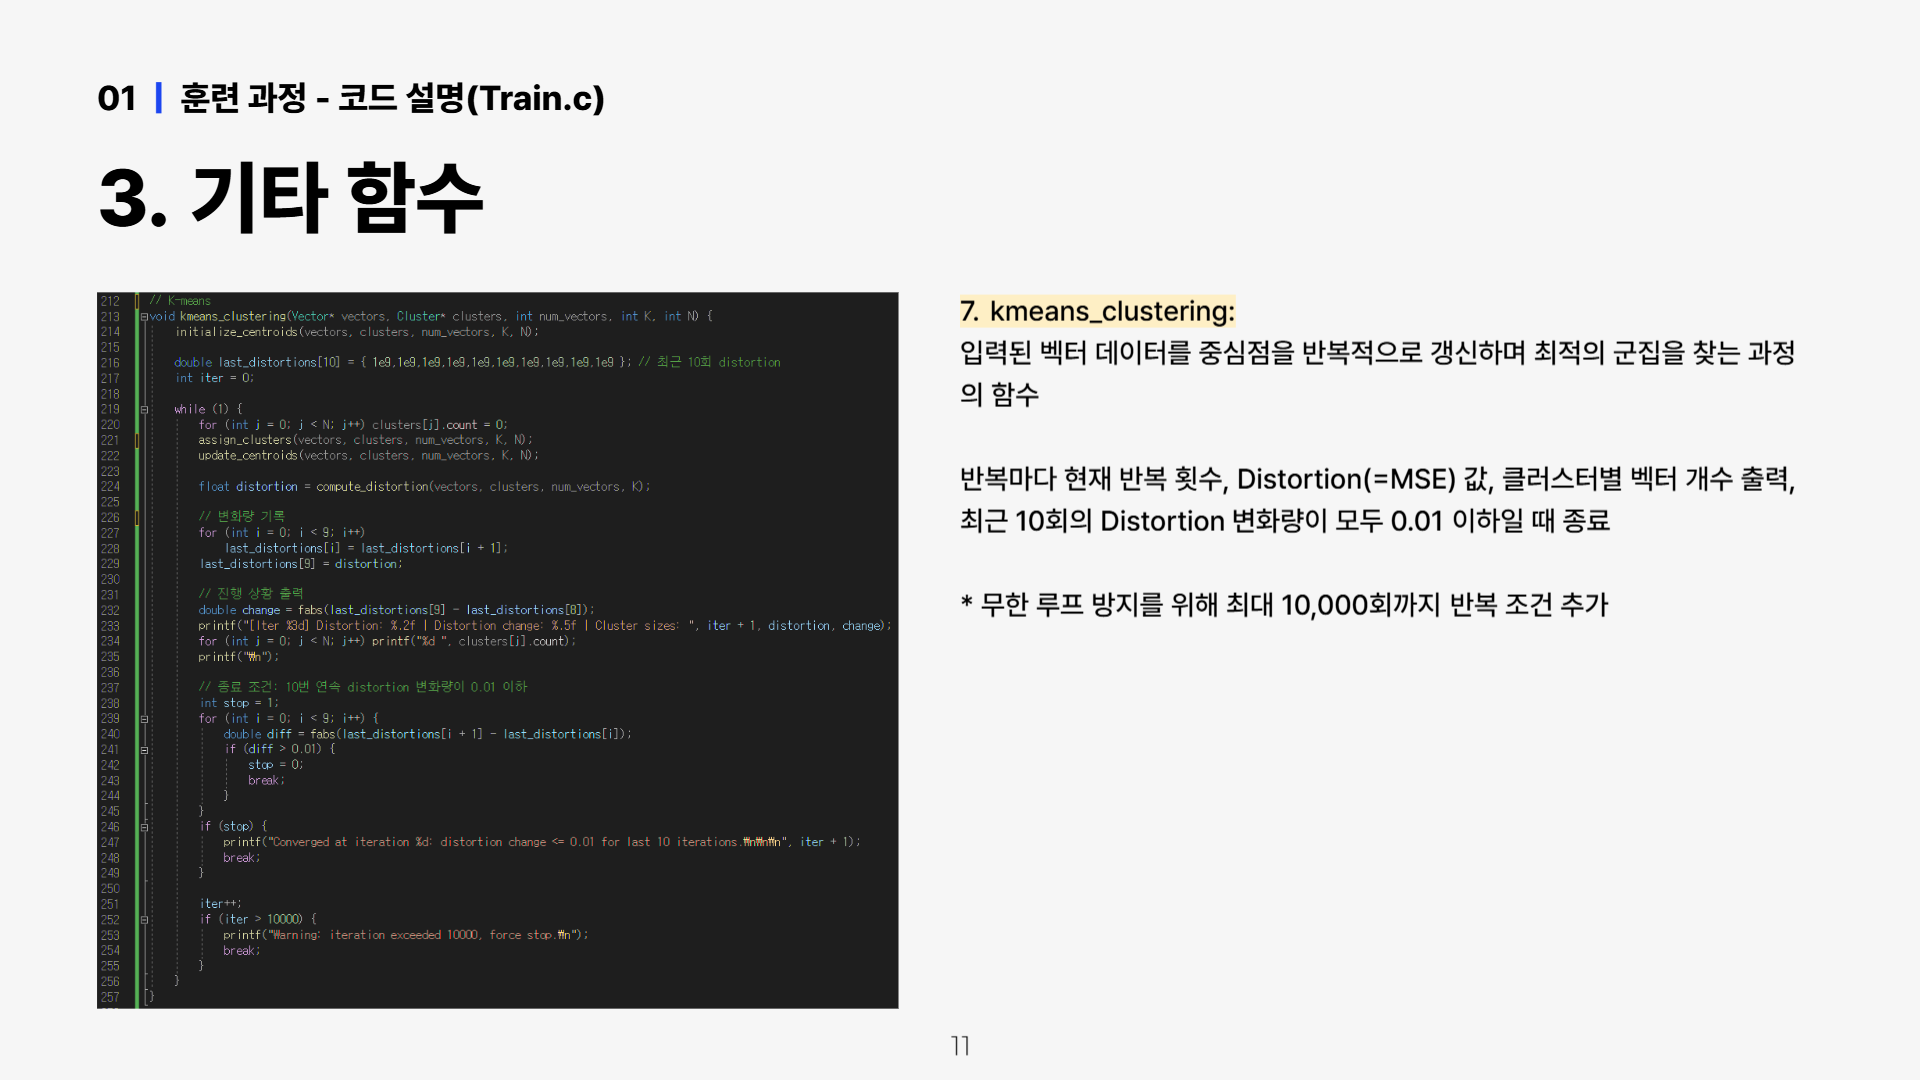 01 | 훈련 과정 - 코드 설명(Train.c)
3. 기타 함수
212 // K-means
213 void kmeans_clustering(Vector* vectors, Cluster* clusters, int num_vectors, int K, int N) {
214 initialize_centroids(vectors, clusters, num_vectors, K, N);
215
216 double last_distortions[10] = { 1e9,1e9,1e9,1e9,1e9,1e9,1e9,1e9,1e9,1e9 }; // 최근 10회 distortion
217 int iter = 0;
218
219 while (1) {
220 for (int j = 0; j < N; j++) clusters[j].count = 0;
221 assign_clusters(vectors, clusters, num_vectors, K, N);
222 update_centroids(vectors, clusters, num_vectors, K, N);
223
224 float distortion = compute_distortion(vectors, clusters, num_vectors, K);
225
226 // 변화량 기록
227 for (int i = 0; i < 9; i++)
228 last_distortions[i] = last_distortions[i + 1];
229 last_distortions[9] = distortion;
230
231 // 진행 상황 출력
232 double change = fabs(last_distortions[9] - last_distortions[8]);
233 printf("[Iter %3d] Distortion: %.2f | Distortion change: %.5f | Cluster sizes: ", iter + 1, distortion, change);
234 for (int j = 0; j < N; j++) printf("%d ", clusters[j].count);
235 printf("₩n");
236
237 // 종료 조건: 10번 연속 distortion 변화량이 0.01 이하
238 int stop = 1;
239 for (int i = 0; i < 9; i++) {
240 double diff = fabs(last_distortions[i + 1] - last_distortions[i]);
241 if (diff > 0.01) {
242 stop = 0;
243 break;
244 }
245 }
246 if (stop) {
247 printf("Converged at iteration %d: distortion change <= 0.01 for last 10 iterations.₩n₩n₩n", iter + 1);
248 break;
249 }
250
251 iter++;
252 if (iter > 10000) {
253 printf("Warning: iteration exceeded 10000, force stop.₩n");
254 break;
255 }
256 }
257 }
7. kmeans_clustering:
입력된 벡터 데이터를 중심점을 반복적으로 갱신하며 최적의 군집을 찾는 과정
의 함수
반복마다 현재 반복 횟수, Distortion(=MSE) 값, 클러스터별 벡터 개수 출력,
최근 10회의 Distortion 변화량이 모두 0.01 이하일 때 종료
* 무한 루프 방지를 위해 최대 10,000회까지 반복 조건 추가
11